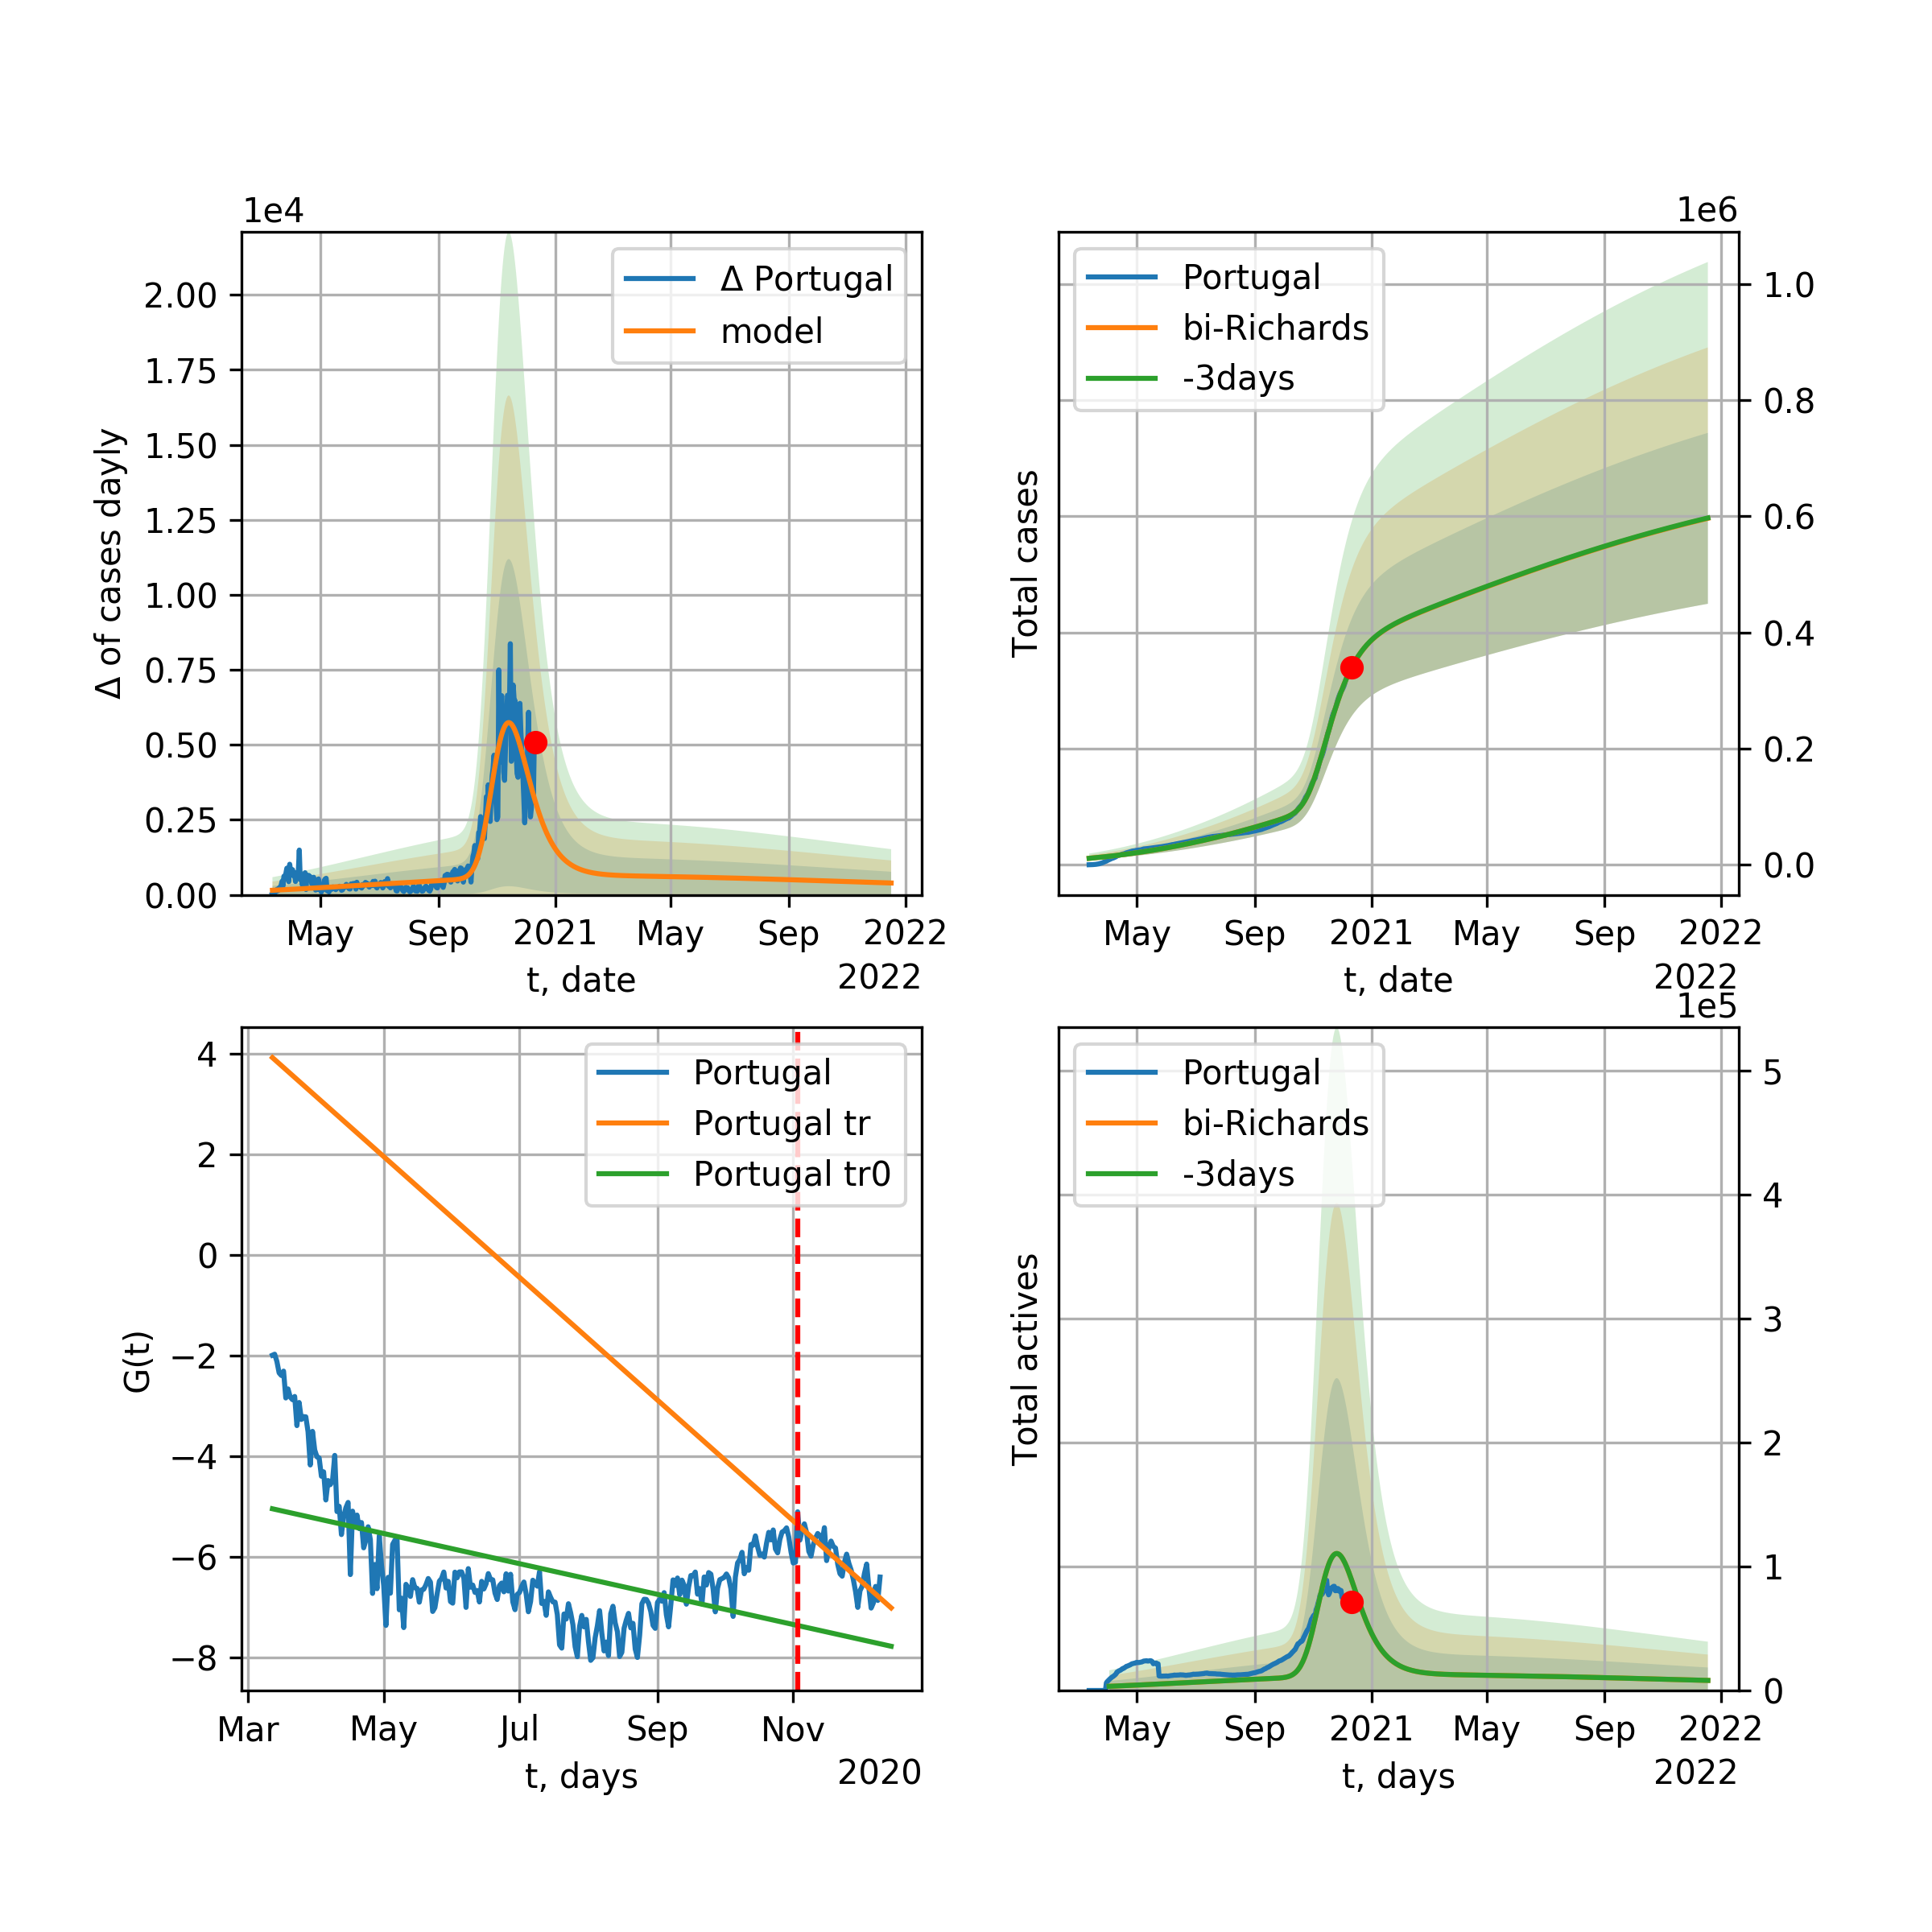 1e4
Δ of cases dayly
2.00
1.75
1.50
1.25
1.00
0.75
0.50
0.25
0.00
Δ Portugal
model
May Sep 2021 May Sep 2022
t, date
2022
1e6
Total cases
Portugal
bi-Richards
-3days
1.0
0.8
0.6
0.4
0.2
0.0
May Sep 2021 May Sep 2022
t, date
2022
G(t)
4
2
0
−2
−4
−6
−8
Portugal
Portugal tr
Portugal tr0
Mar May Jul Sep Nov
t, days
2020
1e5
Total actives
Portugal
bi-Richards
-3days
5
4
3
2
1
0
May Sep 2021 May Sep 2022
t, days
2022